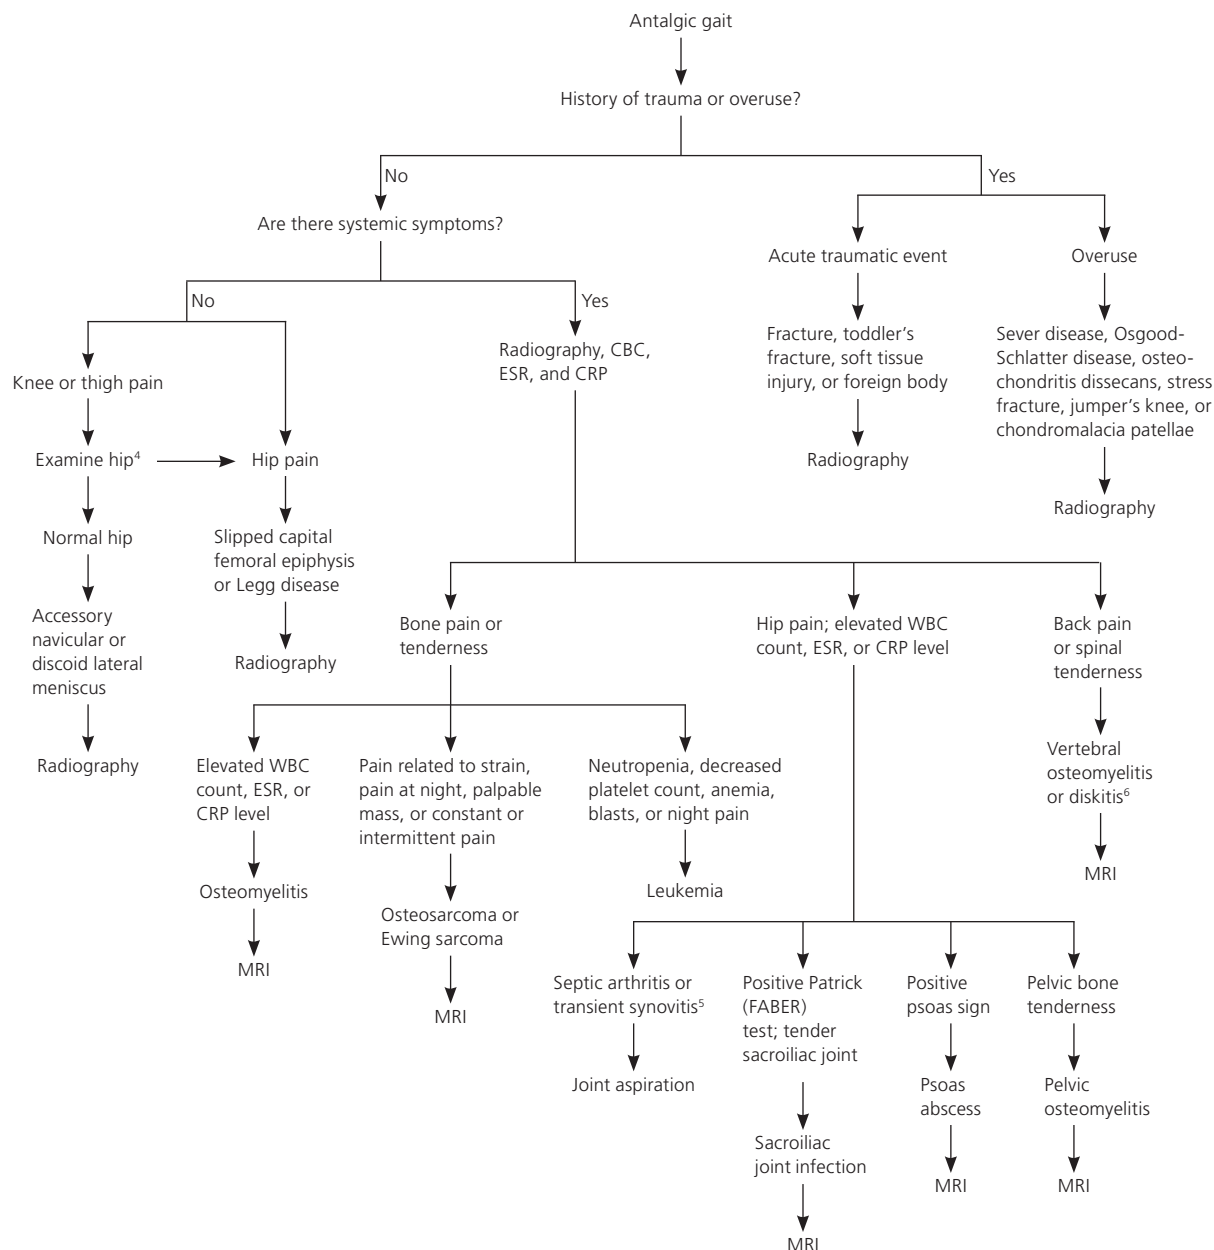 Antalgic gait
History of trauma or overuse?
No
Yes
Are there systemic symptoms?
Acute traumatic event
Overuse
No
Yes
Fracture, toddler’s
fracture, soft tissue
injury, or foreign body
Sever disease, Osgood-
Schlatter disease, osteo-
chondritis dissecans, stress
fracture, jumper’s knee, or
chondromalacia patellae
Radiography, CBC,
ESR, and CRP
Knee or thigh pain
Examine hip4
Hip pain
Radiography
Radiography
Normal hip
Slipped capital
femoral epiphysis
or Legg disease
Accessory
navicular or
discoid lateral
meniscus
Radiography
Radiography
Bone pain or
tenderness
Hip pain; elevated WBC
count, ESR, or CRP level
Back pain
or spinal
tenderness
Elevated WBC
count, ESR, or
CRP level
Pain related to strain,
pain at night, palpable
mass, or constant or
intermittent pain
Neutropenia, decreased
platelet count, anemia,
blasts, or night pain
Vertebral
osteomyelitis
or diskitis6
MRI
Osteomyelitis
Leukemia
Osteosarcoma or
Ewing sarcoma
MRI
MRI
Septic arthritis or
transient synovitis5
Positive Patrick
(FABER)
test; tender
sacroiliac joint
Positive
psoas sign
Pelvic bone
tenderness
Joint aspiration
Psoas
abscess
Pelvic
osteomyelitis
Sacroiliac
joint infection
MRI
MRI
MRI